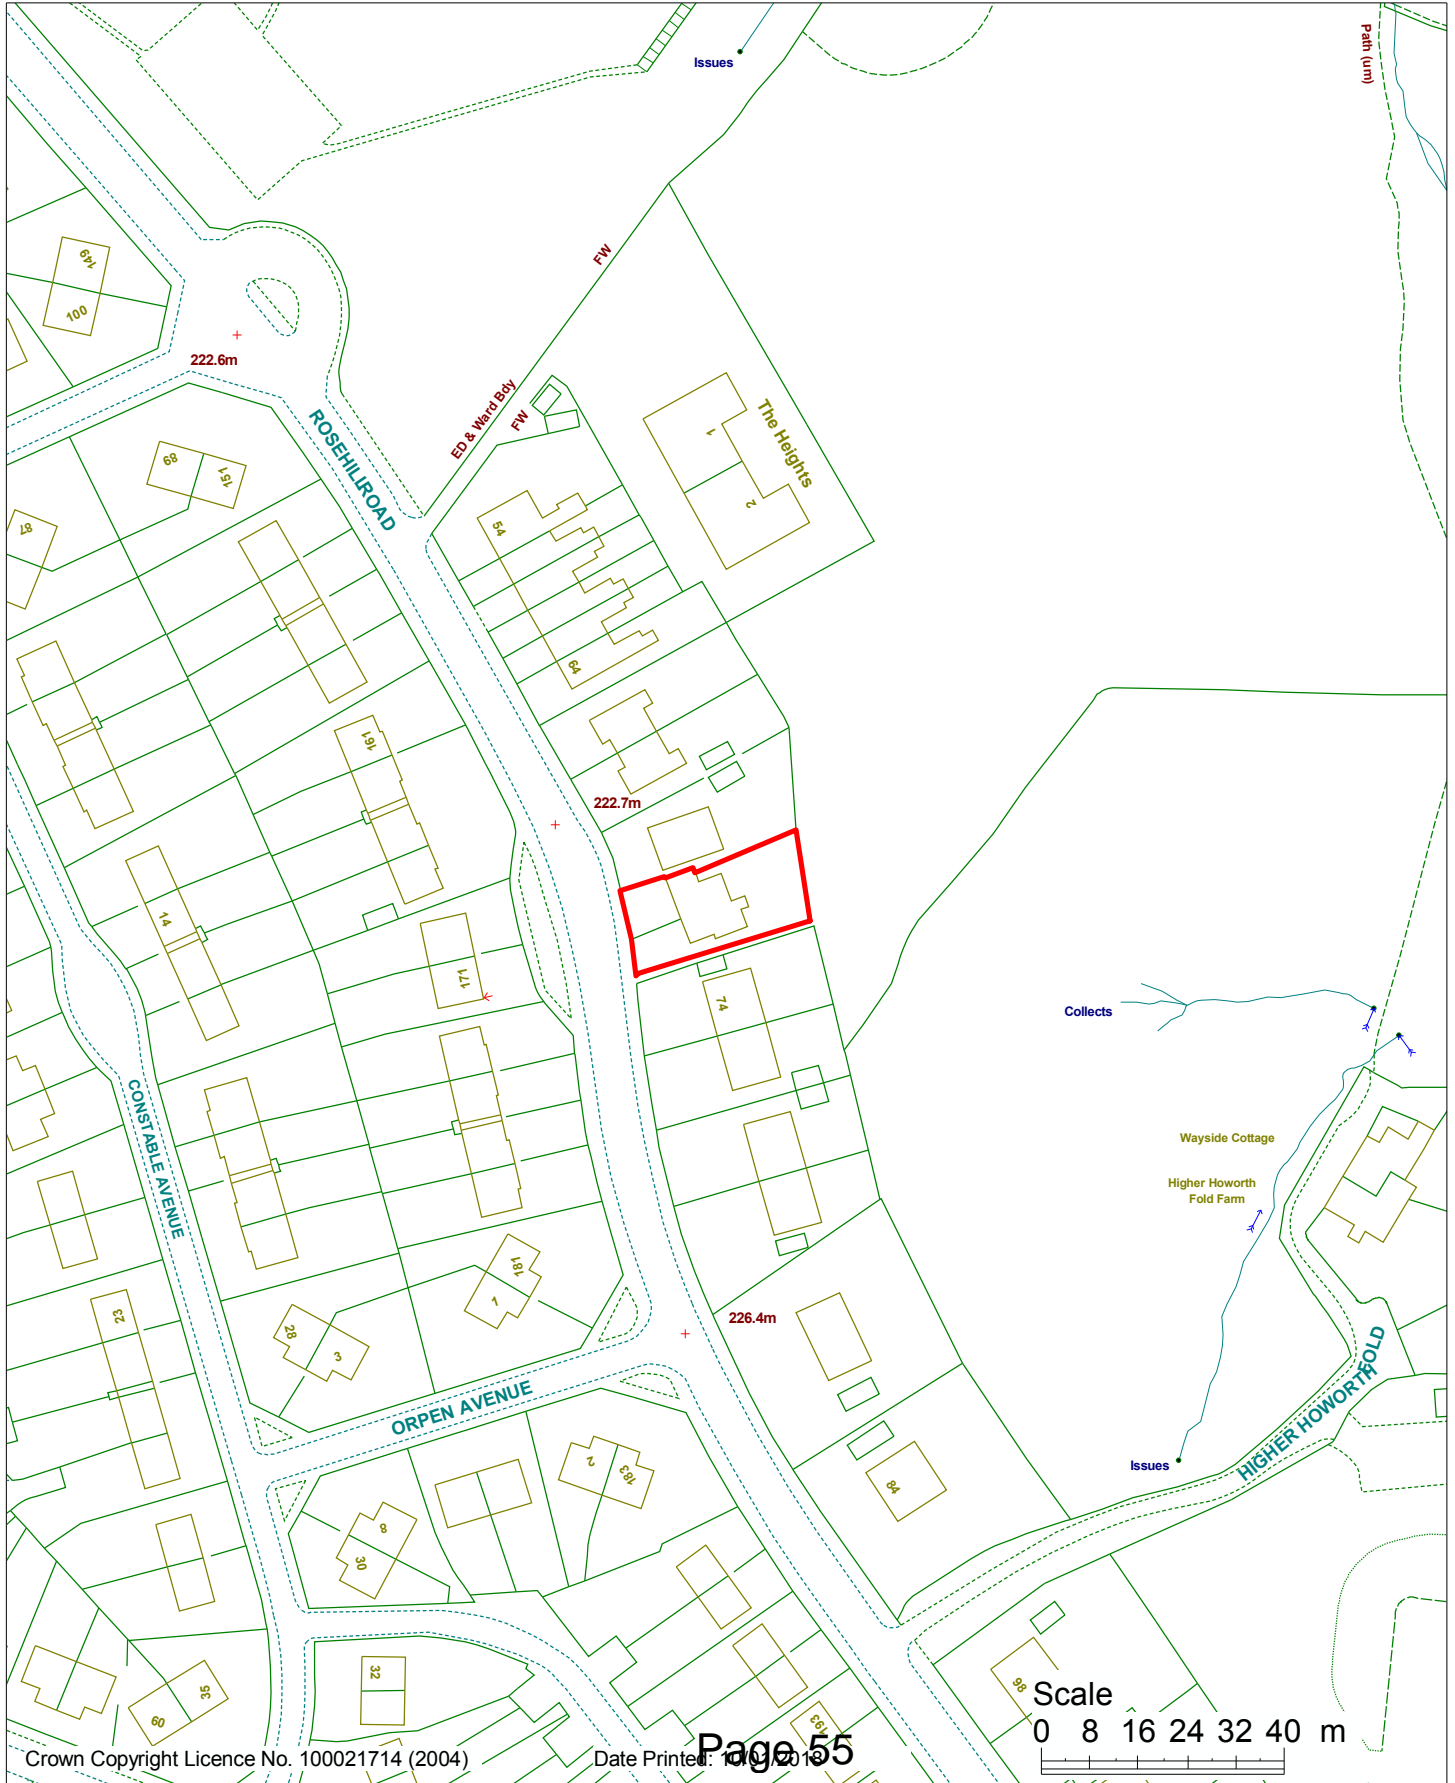 Issues
Path (um)
149
100
222.6m
FW
ED & Ward Bdy
FW
ROSEHILL ROAD
The Heights
1
2
89
151
87
54
64
161
222.7m
14
171
74
Collects
CONSTABLE AVENUE
Wayside Cottage
Higher Howorth
Fold Farm
181
1
28
3
23
226.4m
ORPEN AVENUE
HIGHER HOWORTH FOLD
Issues
2
183
84
8
30
32
35
60
193
86
Scale
0 8 16 24 32 40 m
Page 55
Crown Copyright Licence No. 100021714 (2004)
Date Printed: